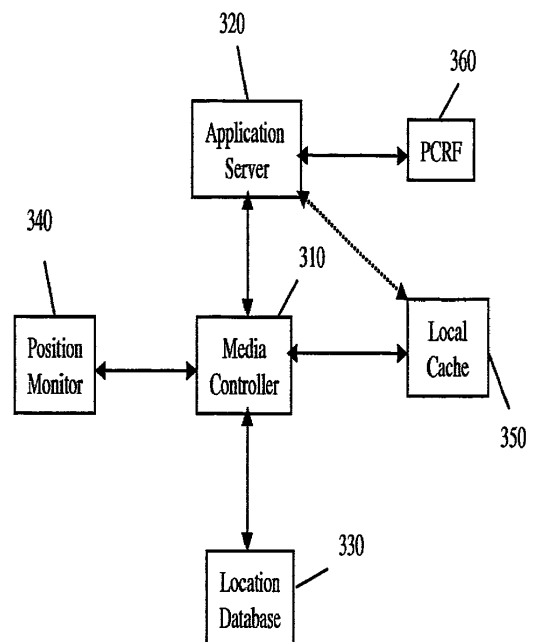 320
360
Application
Server
PCRF
340
310
Position
Monitor
Media
Controller
Local
Cache
350
330
Location
Database